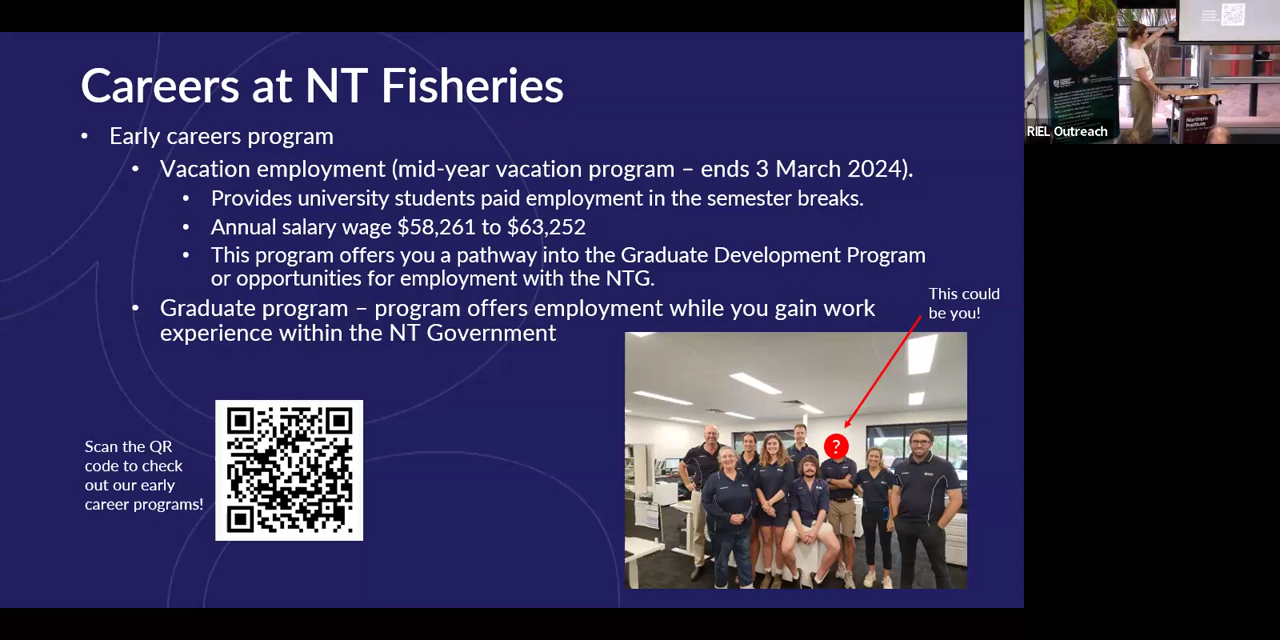 Careers at NT Fisheries
• Early careers program
• Vacation employment (mid-year vacation program – ends 3 March 2024).
• Provides university students paid employment in the semester breaks.
• Annual salary wage $58,261 to $63,252
• This program offers you a pathway into the Graduate Development Program
or opportunities for employment with the NTG.
• Graduate program – program offers employment while you gain work
experience within the NT Government
This could
be you!
?
Scan the QR
code to check
out our early
career programs!
RIEL Outreach
Northern
Institute